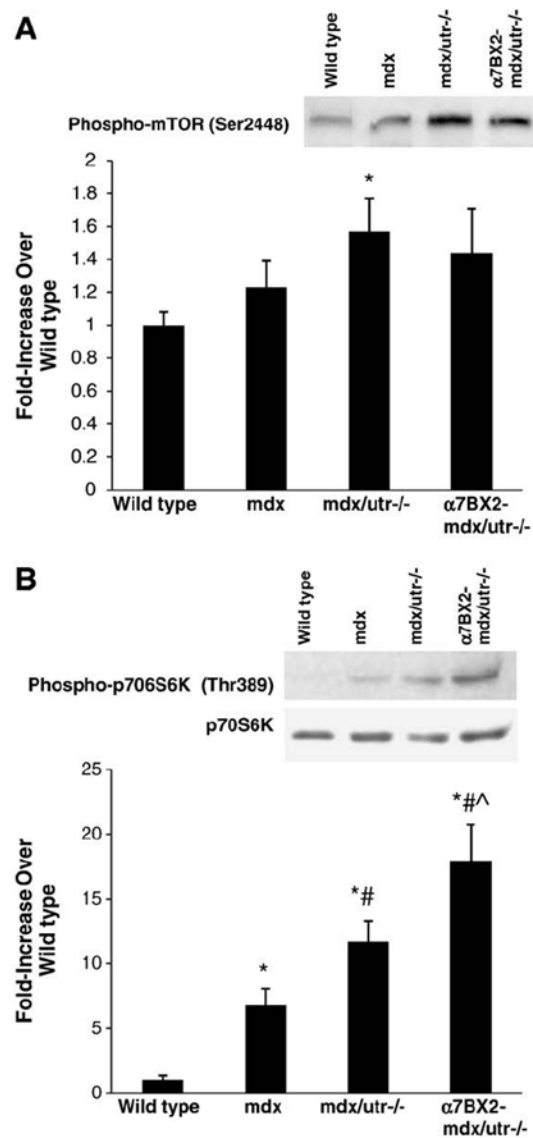 A
Wild type
mdx
mdx/utr-/-
α7BX2-
mdx/utr-/-
Phospho-mTOR (Ser2448)
Fold-Increase Over
Wild type
2
1.8
1.6
1.4
1.2
1
0.8
0.6
0.4
0.2
0
*
Wild type
mdx
mdx/utr-/-
α7BX2-
mdx/utr-/-
B
Wild type
mdx
mdx/utr-/-
α7BX2-
mdx/utr-/-
Phospho-p706S6K (Thr389)
p70S6K
Fold-Increase Over
Wild type
25
20
15
10
5
0
*
*#
*#^
Wild type
mdx
mdx/utr-/-
α7BX2-
mdx/utr-/-